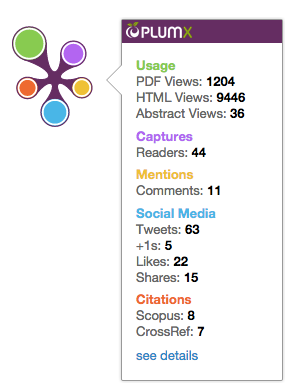 PLUMX
Usage
PDF Views: 1204
HTML Views: 9446
Abstract Views: 36
Captures
Readers: 44
Mentions
Comments: 11
Social Media
Tweets: 63
+1s: 5
Likes: 22
Shares: 15
Citations
Scopus: 8
CrossRef: 7
see details